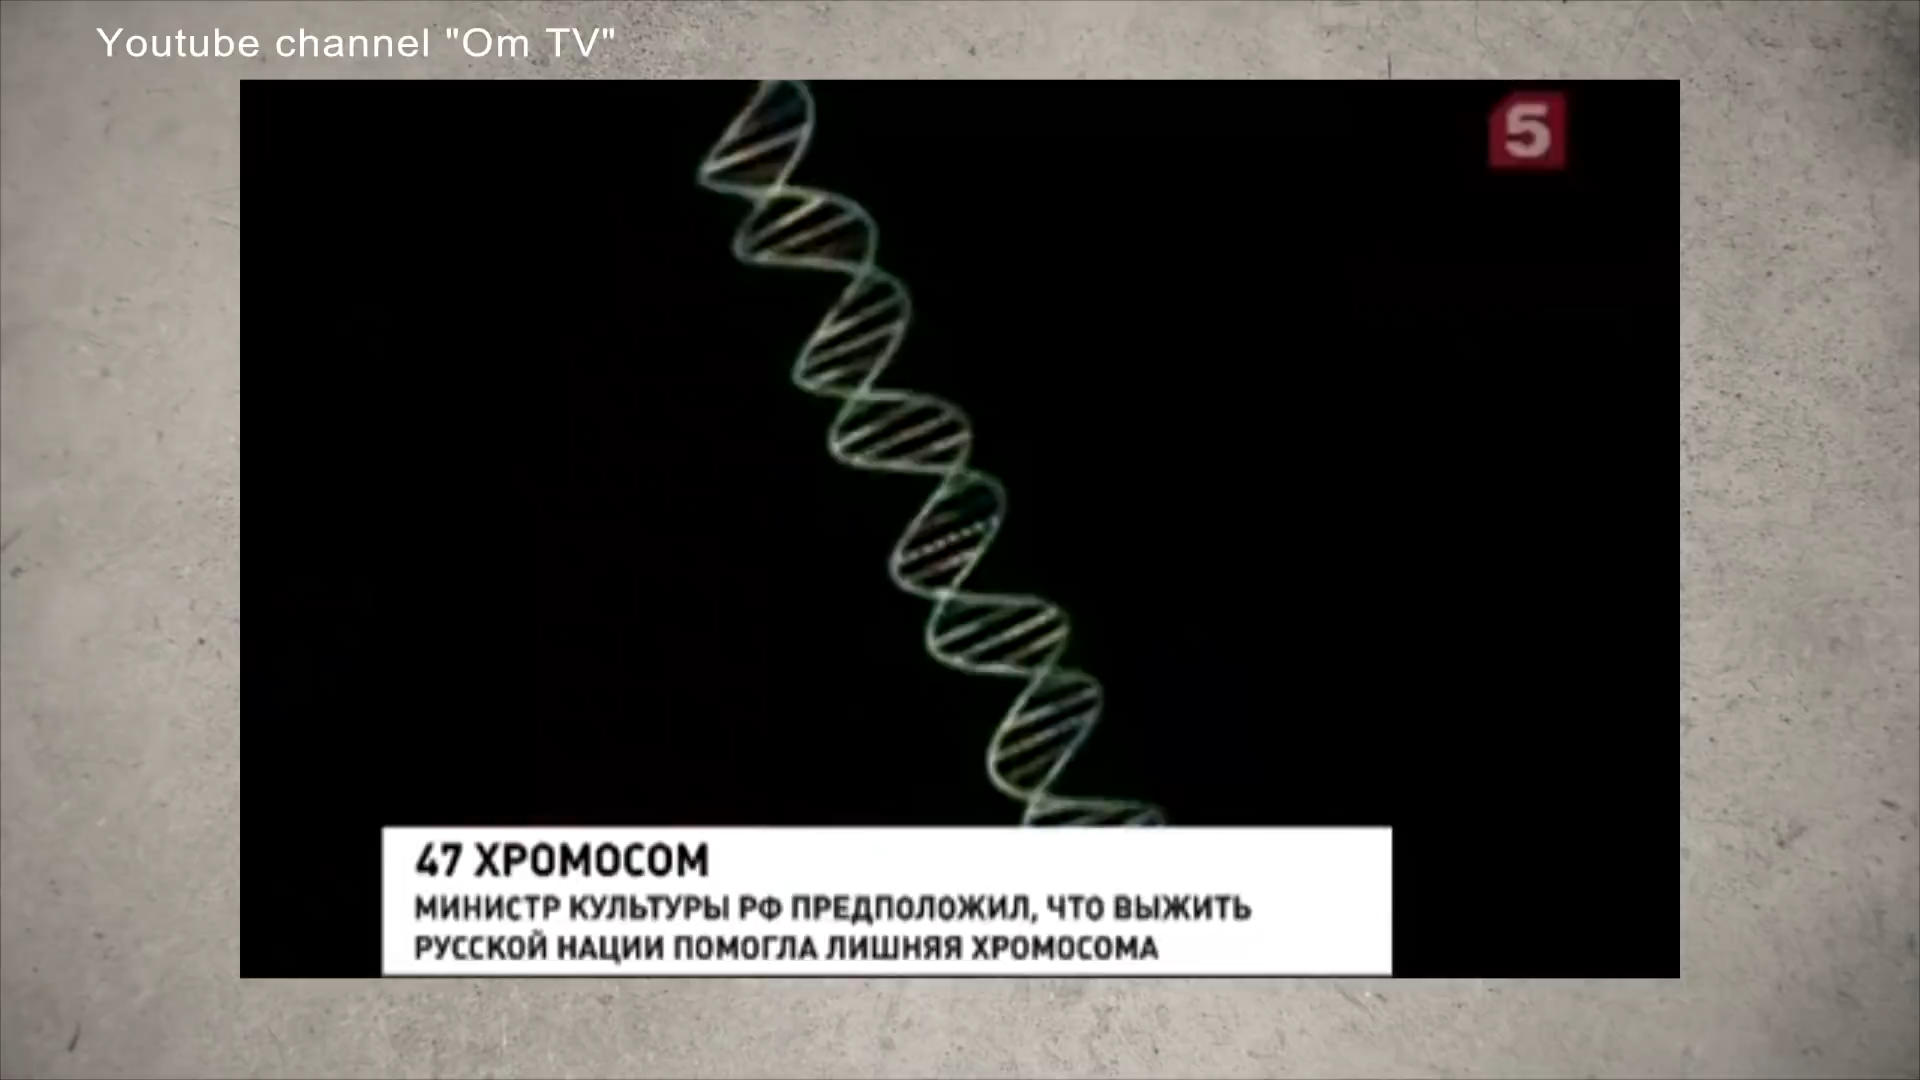 Youtube channel "Om TV"
5
47 ХРОМОСОМ
МИНИСТР КУЛЬТУРЫ РФ ПРЕДПОЛОЖИЛ, ЧТО ВЫЖИТЬ
РУССКОЙ НАЦИИ ПОМОГЛА ЛИШНЯЯ ХРОМОСОМА